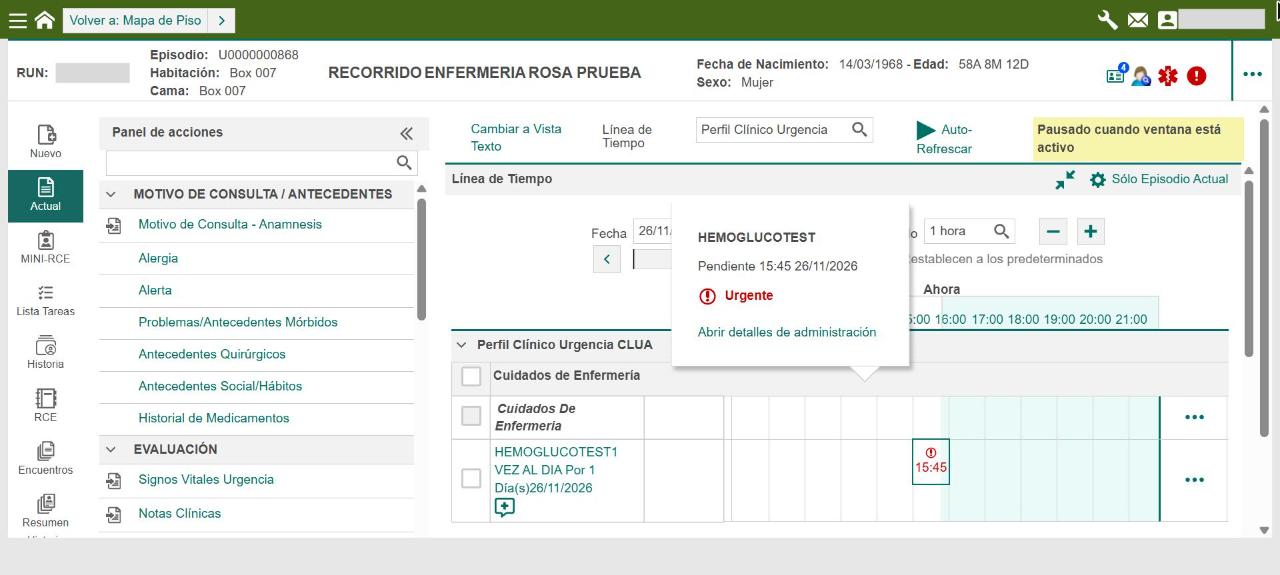 Volver a: Mapa de Piso
RUN:
Episodio: U0000000868
Habitación: Box 007
Cama: Box 007
RECORRIDO ENFERMERIA ROSA PRUEBA
Fecha de Nacimiento: 14/03/1968 - Edad: 58A 8M 12D
Sexo: Mujer
4
Nuevo
Actual
MINI-RCE
Lista Tareas
Historia
RCE
Encuentros
Resumen
Panel de acciones
MOTIVO DE CONSULTA / ANTECEDENTES
Motivo de Consulta - Anamnesis
Alergia
Alerta
Problemas/Antecedentes Mórbidos
Antecedentes Quirúrgicos
Antecedentes Social/Hábitos
Historial de Medicamentos
EVALUACIÓN
Signos Vitales Urgencia
Notas Clínicas
Cambiar a Vista
Texto
Línea de
Tiempo
Perfil Clínico Urgencia
Auto-
Refrescar
Pausado cuando ventana está
activo
Línea de Tiempo
Sólo Episodio Actual
Fecha 26/11/
1 hora
establecen a los predeterminados
Ahora
:00 16:00 17:00 18:00 19:00 20:00 21:00
HEMOGLUCOTEST
Pendiente 15:45 26/11/2026
Urgente
Abrir detalles de administración
Perfil Clínico Urgencia CLUA
Cuidados de Enfermería
Cuidados De
Enfermeria
HEMOGLUCOTEST1
VEZ AL DIA Por 1
Día(s)26/11/2026
15:45